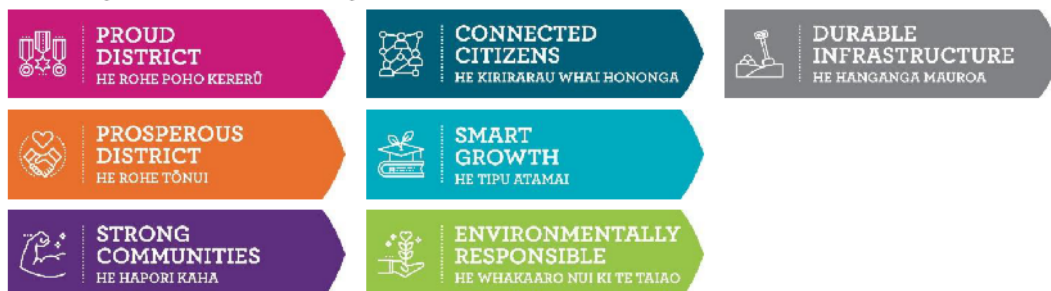 PROUD
DISTRICT
HE ROHE POHO KERERŪ
CONNECTED
CITIZENS
HE KIRIRARAU WHAI HONONGA
DURABLE
INFRASTRUCTURE
HE HANGANGA MAUROA
PROSPEROUS
DISTRICT
HE ROHE TŌNUI
SMART
GROWTH
HE TIPU ATAMAI
STRONG
COMMUNITIES
HE HAPORI KAHA
ENVIRONMENTALLY
RESPONSIBLE
HE WHAKAARO NUI KI TE TAIAO